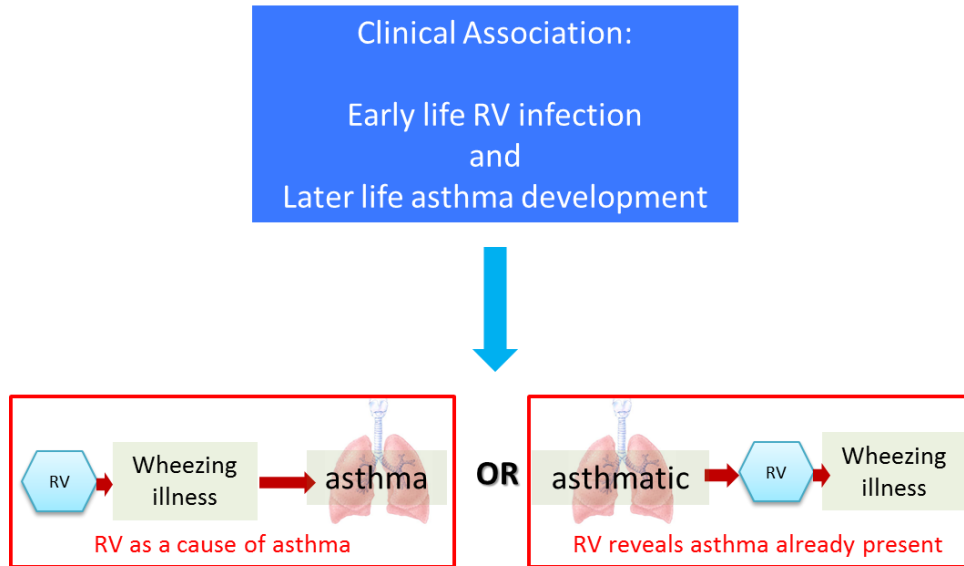 Clinical Association:
Early life RV infection
and
Later life asthma development
RV
Wheezing
illness
asthma
RV as a cause of asthma
OR
asthmatic
RV
Wheezing
illness
RV reveals asthma already present